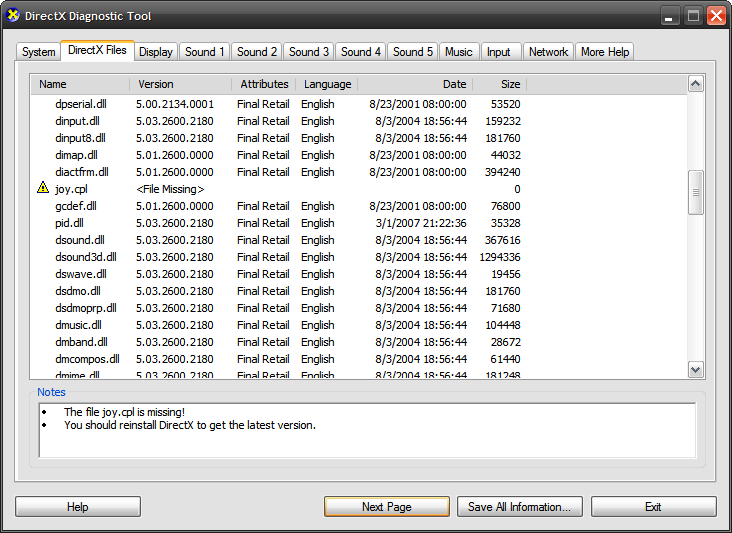 DirectX Diagnostic Tool
System DirectX Files Display Sound 1 Sound 2 Sound 3 Sound 4 Sound 5 Music Input Network More Help
Name Version Attributes Language Date Size
dpserial.dll 5.00.2134.0001 Final Retail English 8/23/2001 08:00:00 53520
dinput.dll 5.03.2600.2180 Final Retail English 8/3/2004 18:56:44 159232
dinput8.dll 5.03.2600.2180 Final Retail English 8/3/2004 18:56:44 181760
dimap.dll 5.01.2600.0000 Final Retail English 8/23/2001 08:00:00 44032
diactfrm.dll 5.01.2600.0000 Final Retail English 8/23/2001 08:00:00 394240
joy.cpl <File Missing> 0
gcdef.dll 5.01.2600.0000 Final Retail English 8/23/2001 08:00:00 76800
pid.dll 5.03.2600.2180 Final Retail English 3/1/2007 21:22:36 35328
dsound.dll 5.03.2600.2180 Final Retail English 8/3/2004 18:56:44 367616
dsound3d.dll 5.03.2600.2180 Final Retail English 8/3/2004 18:56:44 1294336
dswave.dll 5.03.2600.2180 Final Retail English 8/3/2004 18:56:44 19456
dsdmo.dll 5.03.2600.2180 Final Retail English 8/3/2004 18:56:44 181760
dsdmoprp.dll 5.03.2600.2180 Final Retail English 8/3/2004 18:56:44 71680
dmusic.dll 5.03.2600.2180 Final Retail English 8/3/2004 18:56:44 104448
dmband.dll 5.03.2600.2180 Final Retail English 8/3/2004 18:56:44 28672
dmcompos.dll 5.03.2600.2180 Final Retail English 8/3/2004 18:56:44 61440
dmime.dll 5.03.2600.2180 Final Retail English 8/3/2004 18:56:44 181248
Notes
• The file joy.cpl is missing!
• You should reinstall DirectX to get the latest version.
Help Next Page Save All Information... Exit